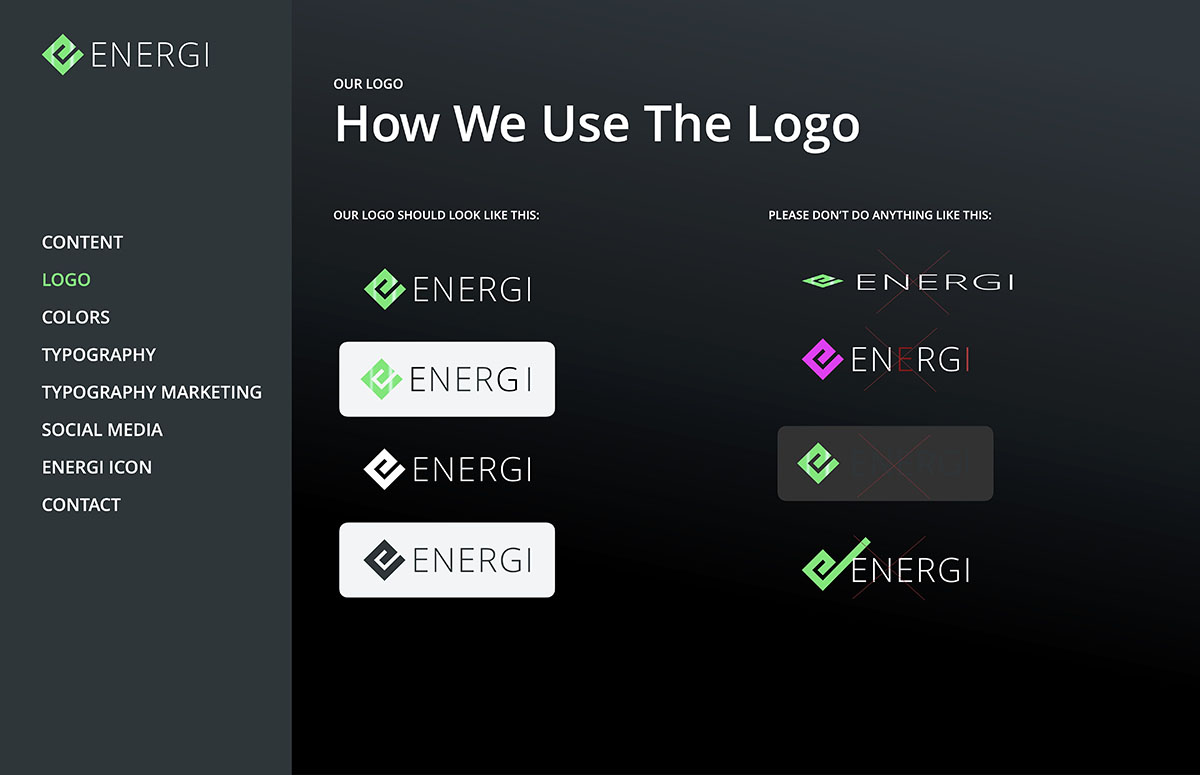 ENERGI
CONTENT
LOGO
COLORS
TYPOGRAPHY
TYPOGRAPHY MARKETING
SOCIAL MEDIA
ENERGI ICON
CONTACT
OUR LOGO
How We Use The Logo
OUR LOGO SHOULD LOOK LIKE THIS:
ENERGI
ENERGI
ENERGI
ENERGI
PLEASE DON'T DO ANYTHING LIKE THIS:
ENERGI
ENERGI
ENERGI
ENERGI